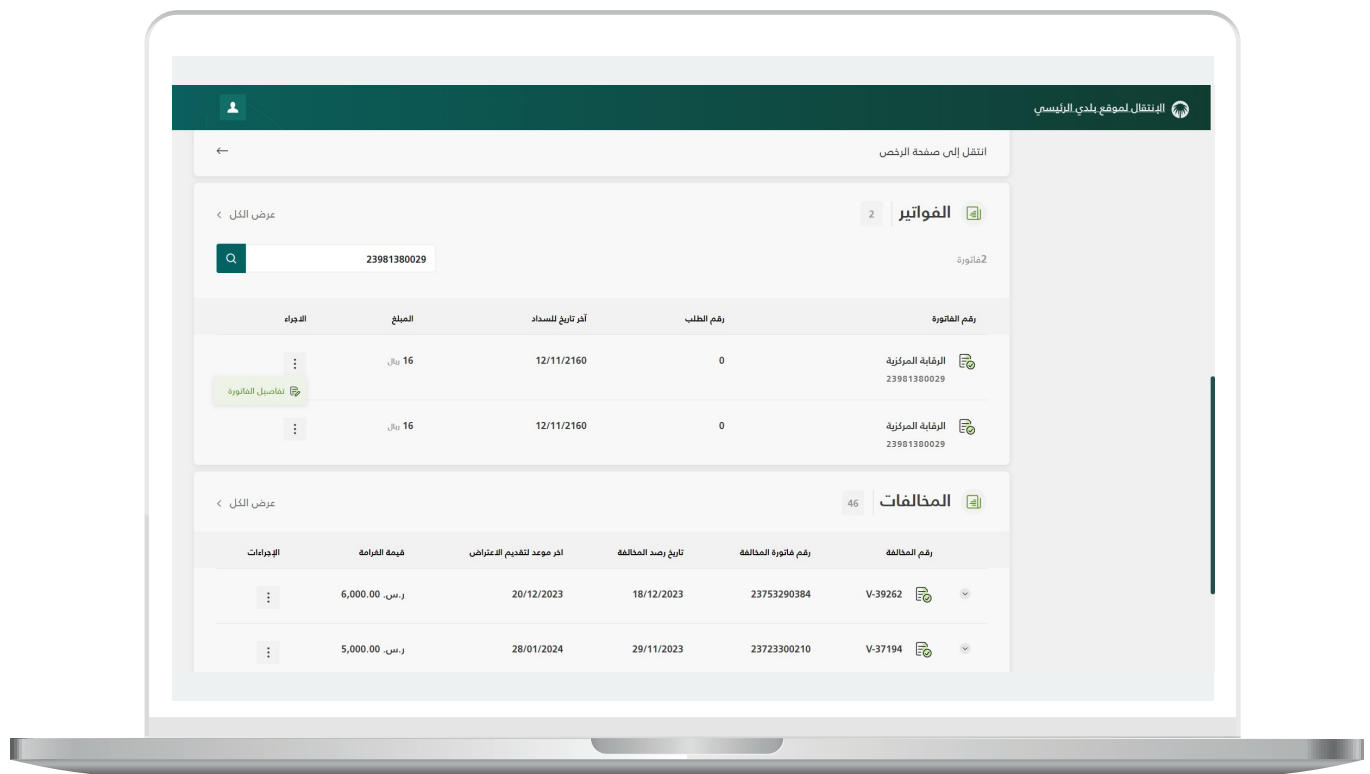 الإنتقال لموقع بلدي الرئيسي
انتقل إلى صفحة الرخص
الفواتير 2 عرض الكل
2فاتورة 23981380029
رقم الفاتورة رقم الطلب آخر تاريخ للسداد المبلغ الاجراء
الرقابة المركزية 0 12/11/2160 16 ريال
23981380029
تفاصيل الفاتورة
الرقابة المركزية 0 12/11/2160 16 ريال
23981380029
المخالفات 46 عرض الكل
رقم المخالفة رقم فاتورة المخالفة تاريخ رصد المخالفة اخر موعد لتقديم الاعتراض قيمة الغرامة الإجراءات
V-39262 23753290384 18/12/2023 20/12/2023 ر.س. 6,000.00
V-37194 23723300210 29/11/2023 28/01/2024 ر.س. 5,000.00